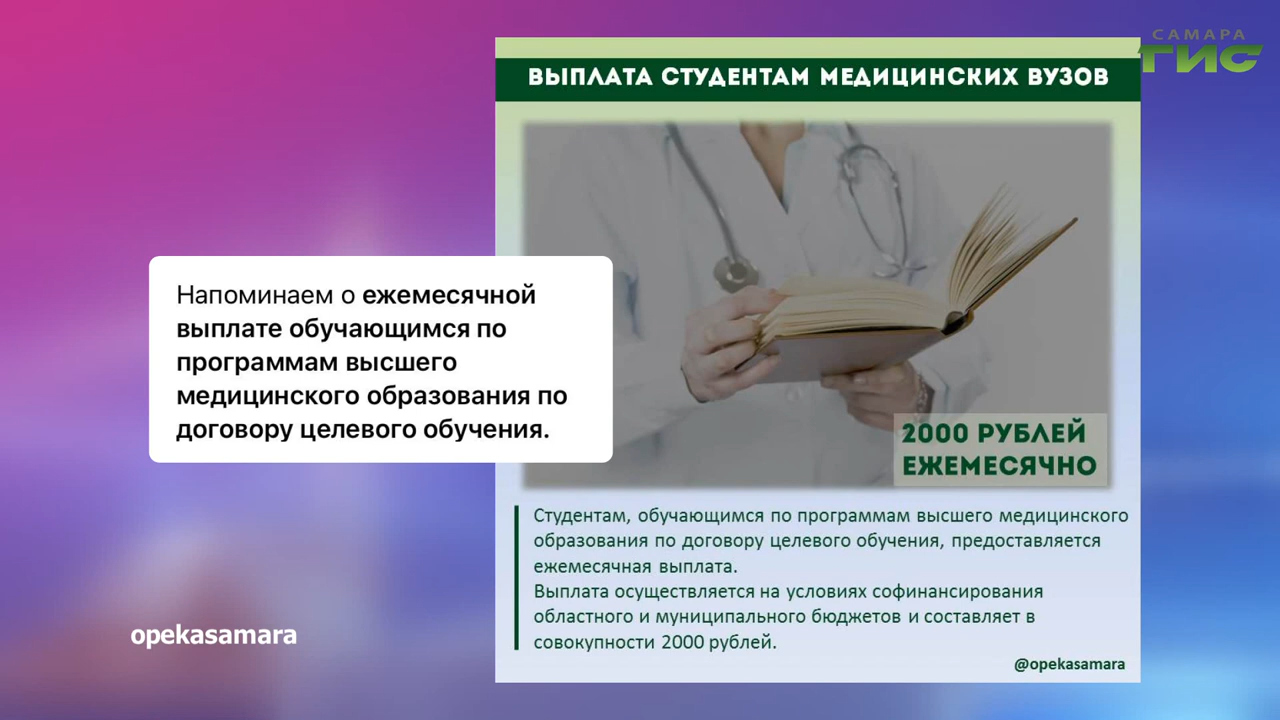 САМАРА
ГИС
ВЫПЛАТА СТУДЕНТАМ МЕДИЦИНСКИХ ВУЗОВ
Напоминаем о ежемесячной
выплате обучающимся по
программам высшего
медицинского образования по
договору целевого обучения.
2000 РУБЛЕЙ
ЕЖЕМЕСЯЧНО
Студентам, обучающимся по программам высшего медицинского
образования по договору целевого обучения, предоставляется
ежемесячная выплата.
Выплата осуществляется на условиях софинансирования
областного и муниципального бюджетов и составляет в
совокупности 2000 рублей.
opekasamara
@opekasamara